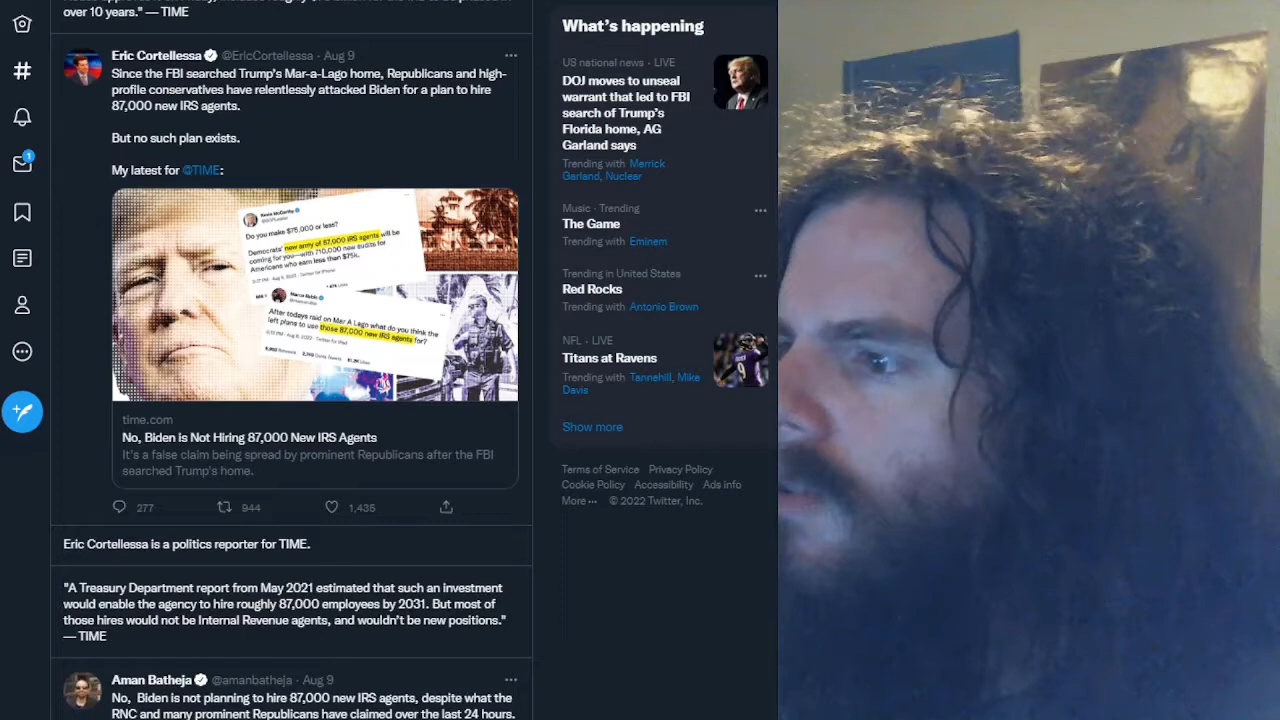 over 10 years." — TIME
Eric Cortellessa @EricCortellessa · Aug 9
Since the FBI searched Trump's Mar-a-Lago home, Republicans and high-
profile conservatives have relentlessly attacked Biden for a plan to hire
87,000 new IRS agents.
But no such plan exists.
My latest for @TIME:
Kevin McCarthy
Do you make $75,000 or less?
Democrats' new army of 87,000 IRS agents will be
coming for you—with 710,000 new audits for
Americans who earn less than $75k.
Marco Rubio
After todays raid on Mar A Lago what do you think the
left plans to use those 87,000 new IRS agents for?
time.com
No, Biden is Not Hiring 87,000 New IRS Agents
It's a false claim being spread by prominent Republicans after the FBI
searched Trump's home.
277 944 1,435
Eric Cortellessa is a politics reporter for TIME.
"A Treasury Department report from May 2021 estimated that such an investment
would enable the agency to hire roughly 87,000 employees by 2031. But most of
those hires would not be Internal Revenue agents, and wouldn't be new positions."
— TIME
Aman Batheja @amanbatheja · Aug 9
No, Biden is not planning to hire 87,000 new IRS agents, despite what the
RNC and many prominent Republicans have claimed over the last 24 hours.
1
What's happening
US national news · LIVE
DOJ moves to unseal
warrant that led to FBI
search of Trump's
Florida home, AG
Garland says
Trending with Merrick
Garland, Nuclear
Music · Trending
The Game
Trending with Eminem
Trending in United States
Red Rocks
Trending with Antonio Brown
NFL · LIVE
Titans at Ravens
Trending with Tannehill, Mike
Davis
Show more
Terms of Service Privacy Policy
Cookie Policy Accessibility Ads info
More ··· © 2022 Twitter, Inc.